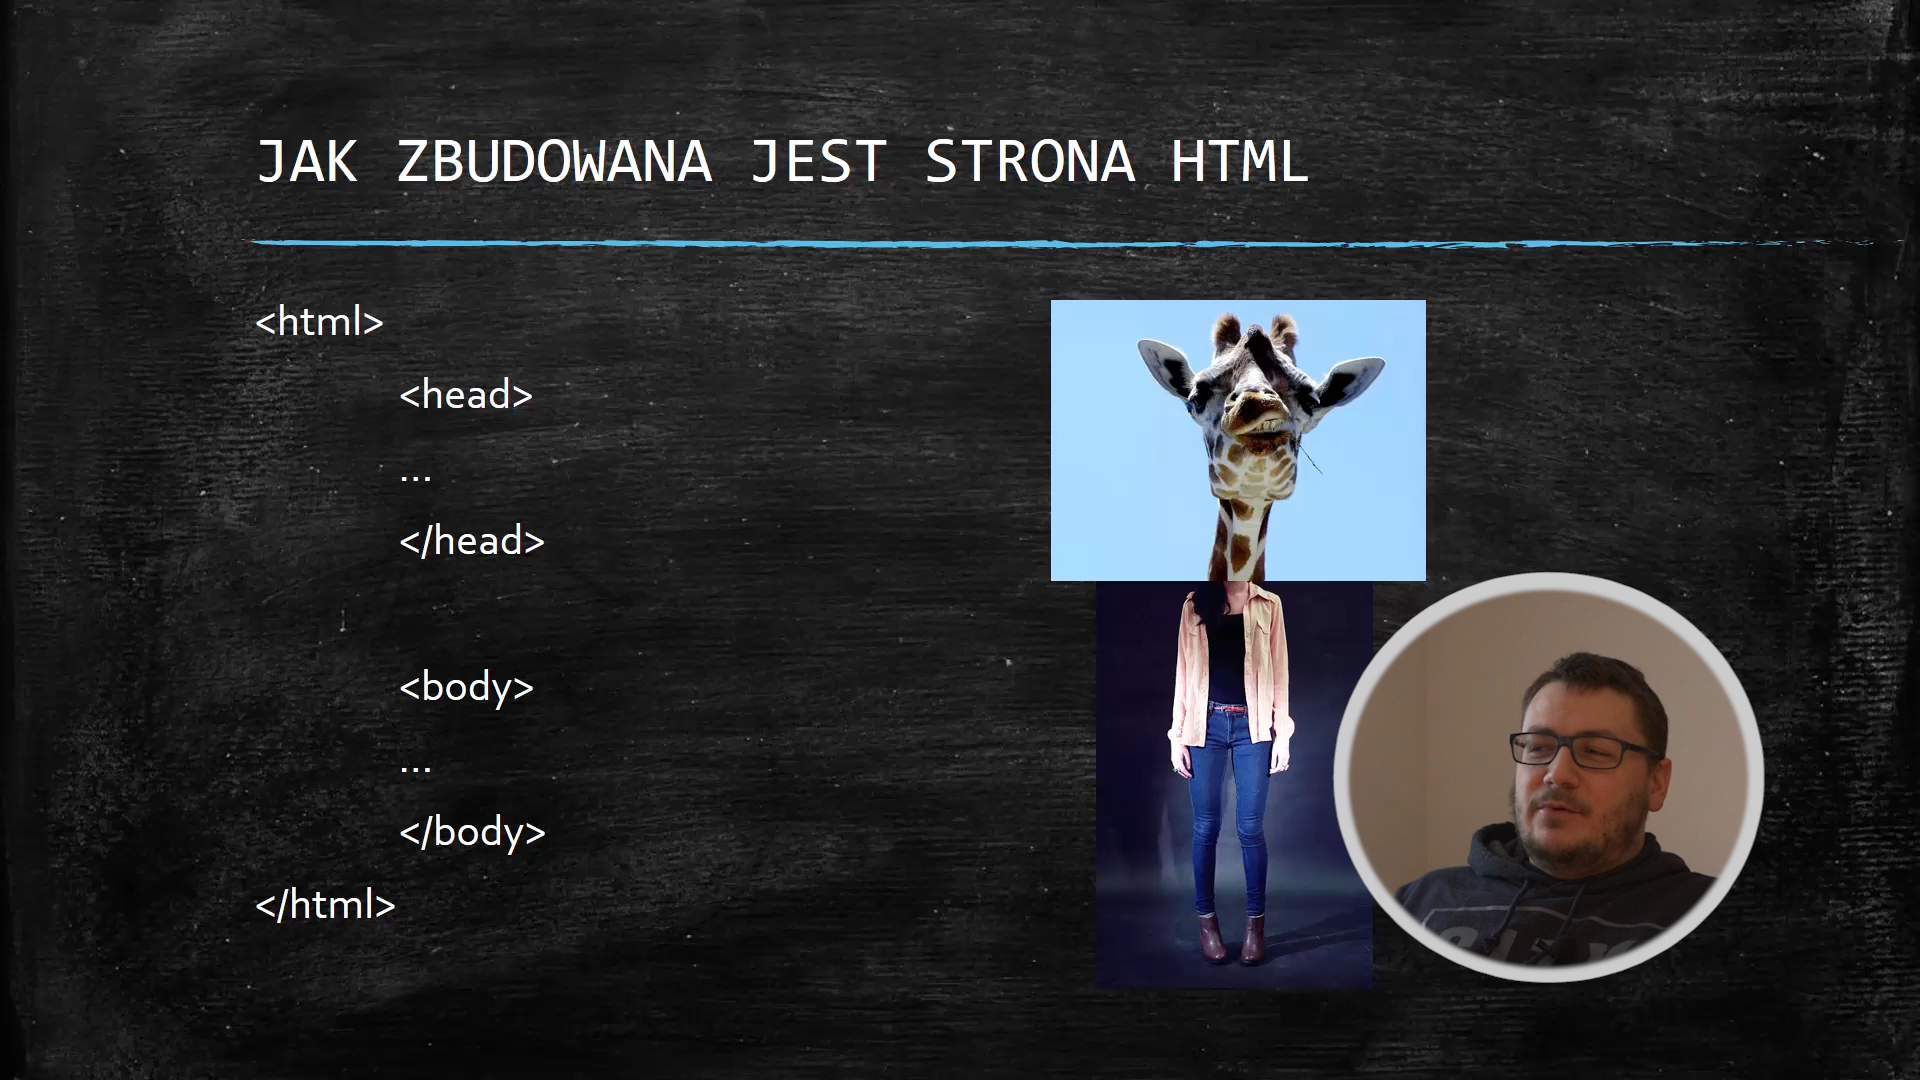 JAK ZBUDOWANA JEST STRONA HTML
<html>
<head>
...
</head>
<body>
...
</body>
</html>